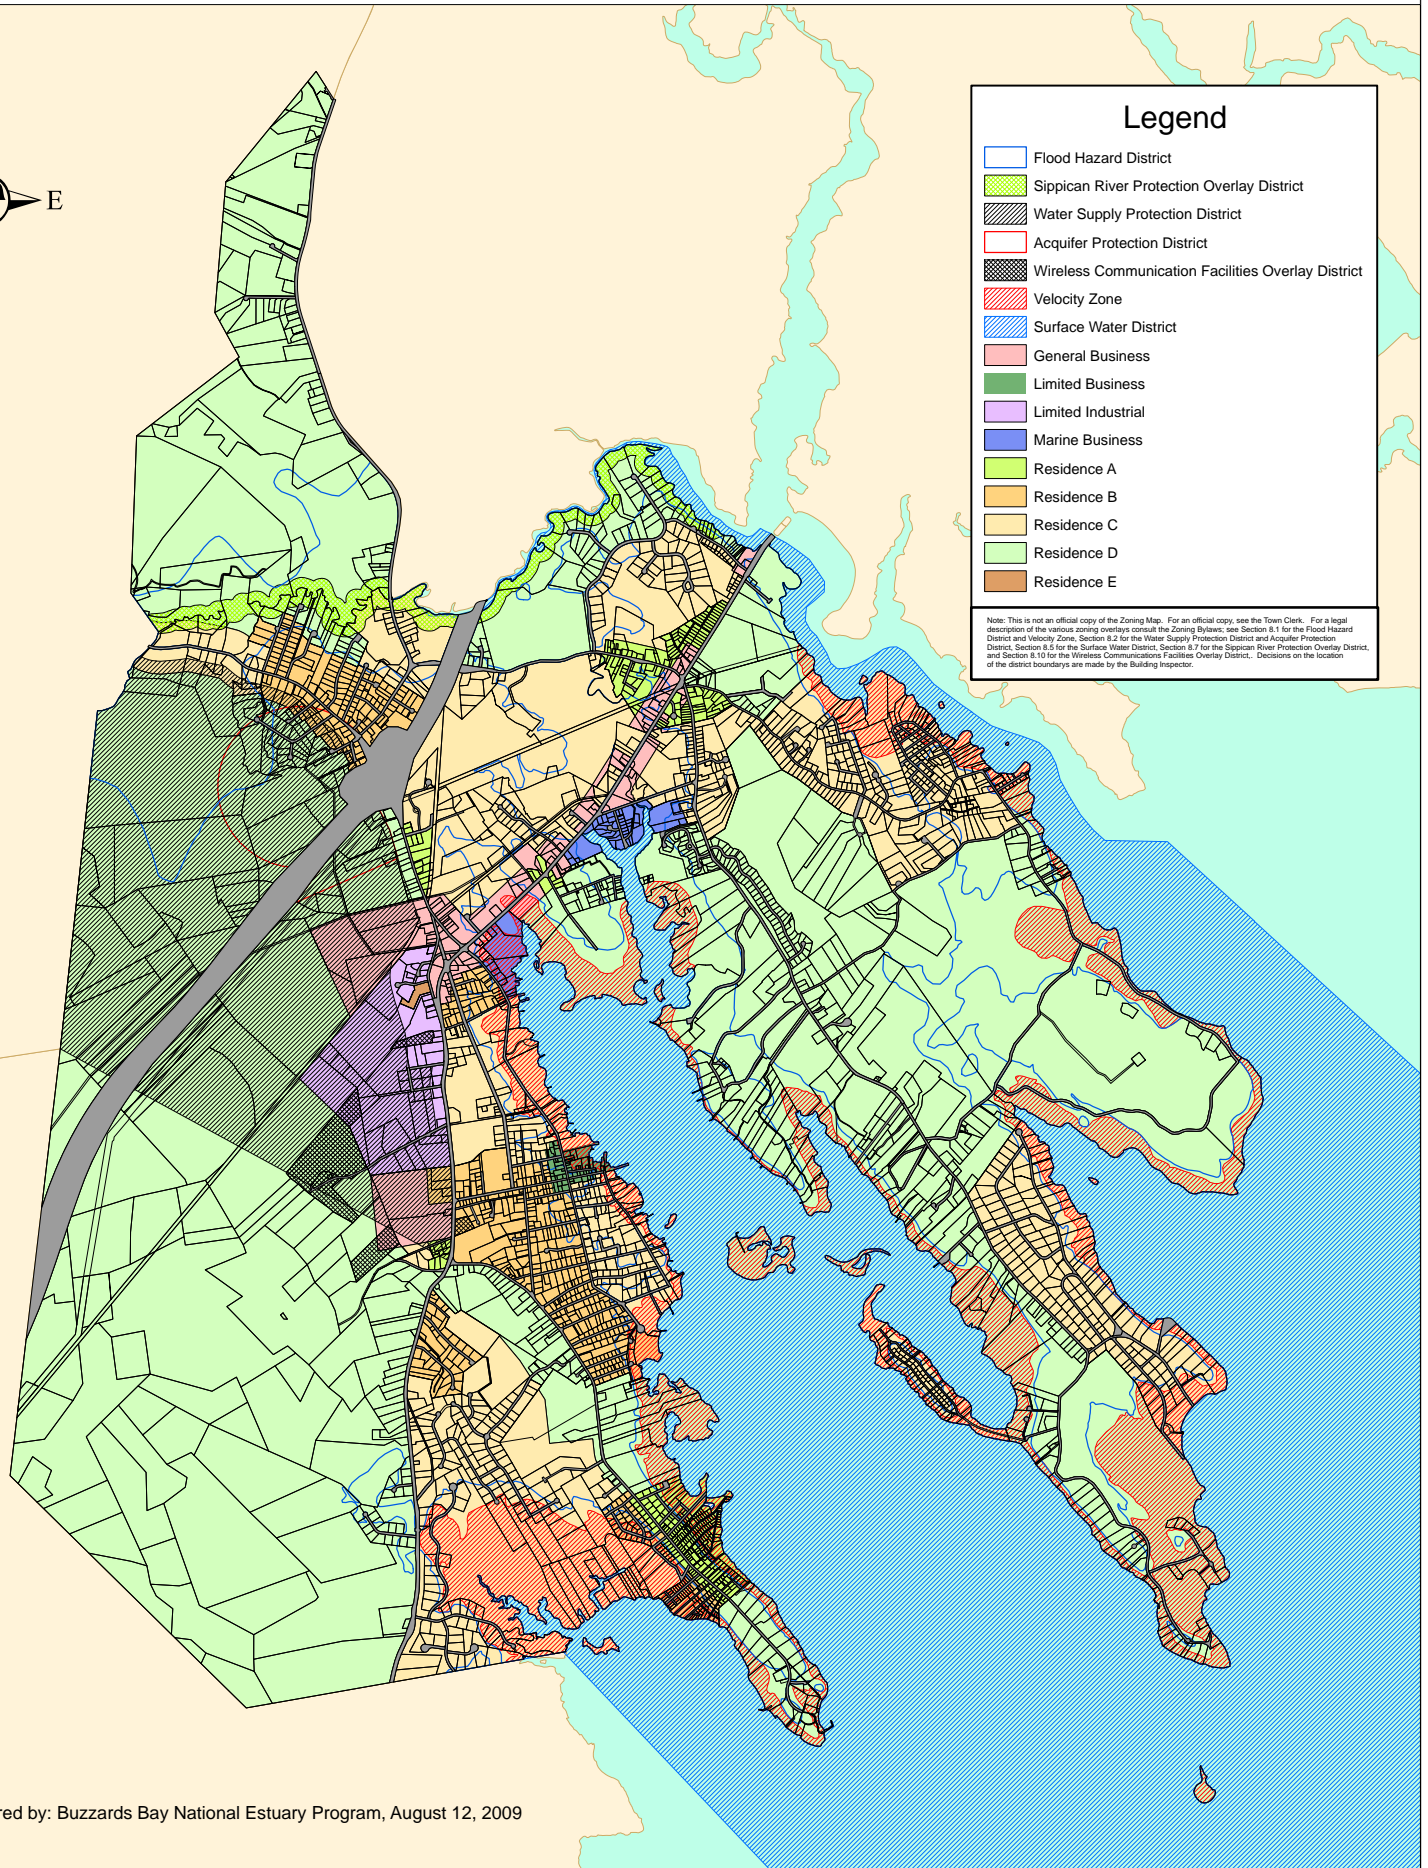 Legend
Flood Hazard District
Sippican River Protection Overlay District
Water Supply Protection District
Acquifer Protection District
Wireless Communication Facilities Overlay District
Velocity Zone
Surface Water District
General Business
Limited Business
Limited Industrial
Marine Business
Residence A
Residence B
Residence C
Residence D
Residence E
Note: This is not an official copy of the Zoning Map. For an official copy, see the Town Clerk. For a legal
description of the various zoning overlays consult the Zoning Bylaws; see Section 8.1 for the Flood Hazard
District and Velocity Zone, Section 8.2 for the Water Supply Protection District and Acquifer Protection
District, Section 8.5 for the Surface Water District, Section 8.7 for the Sippican River Protection Overlay District,
and Section 8.10 for the Wireless Communications Facilities Overlay District,. Decisions on the location
of the district boundarys are made by the Building Inspector.
E
red by: Buzzards Bay National Estuary Program, August 12, 2009